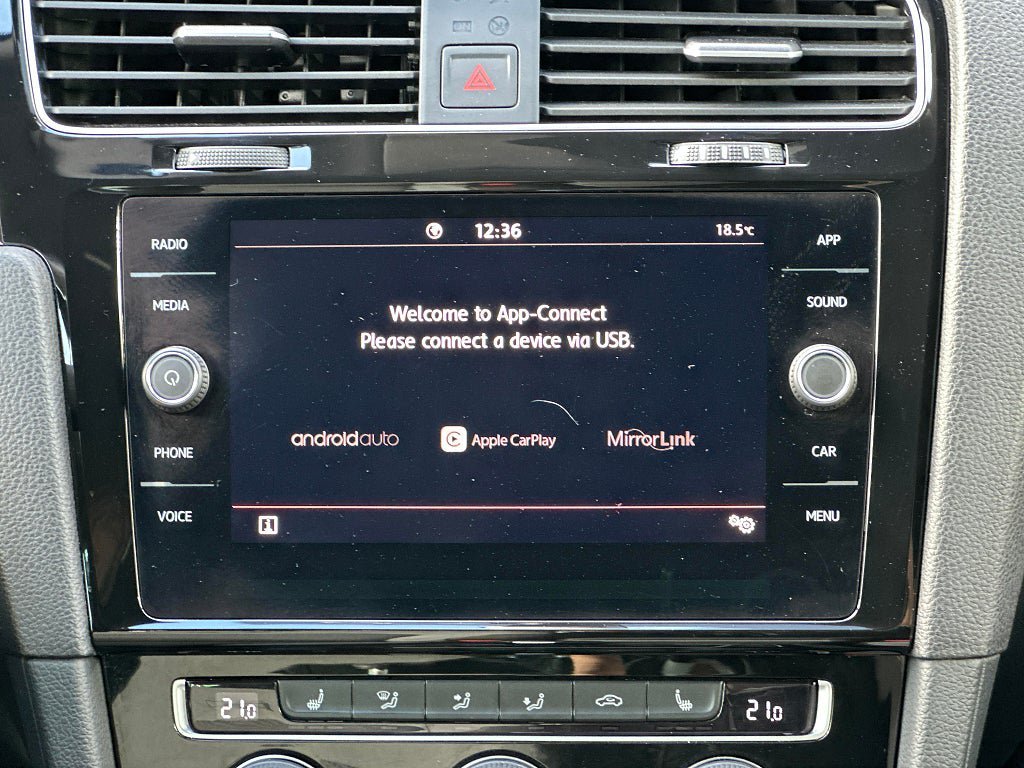 RADIO
MEDIA
PHONE
VOICE
12:36
18.5°C
Welcome to App-Connect
Please connect a device via USB.
androidauto
Apple CarPlay
MirrorLink
i
APP
SOUND
CAR
MENU
21.0
21.0